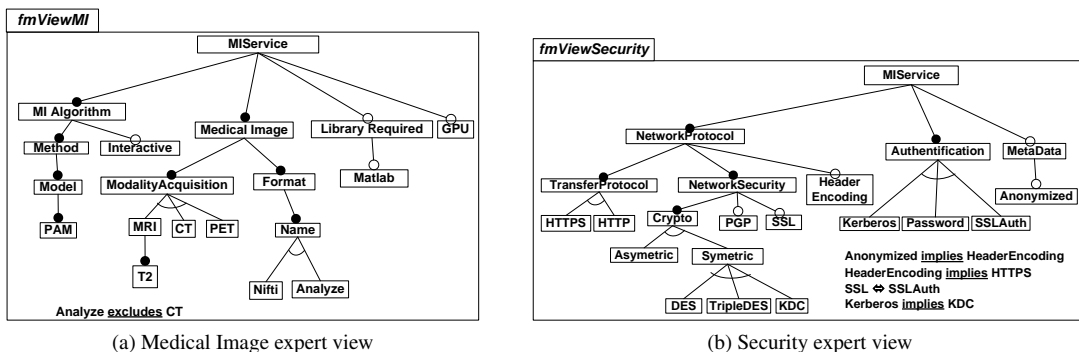 fmViewMI
MIService
MI Algorithm
Medical Image
Library Required
GPU
Method
Interactive
Model
ModalityAcquisition
Format
Matlab
PAM
MRI
CT
PET
Name
T2
Nifti
Analyze
Analyze excludes CT
(a) Medical Image expert view
fmViewSecurity
MIService
NetworkProtocol
Authentification
MetaData
TransferProtocol
NetworkSecurity
Header
Encoding
Anonymized
HTTPS
HTTP
Crypto
PGP
SSL
Kerberos
Password
SSLAuth
Asymetric
Symetric
DES
TripleDES
KDC
Anonymized implies HeaderEncoding
HeaderEncoding implies HTTPS
SSL ⇔ SSLAuth
Kerberos implies KDC
(b) Security expert view